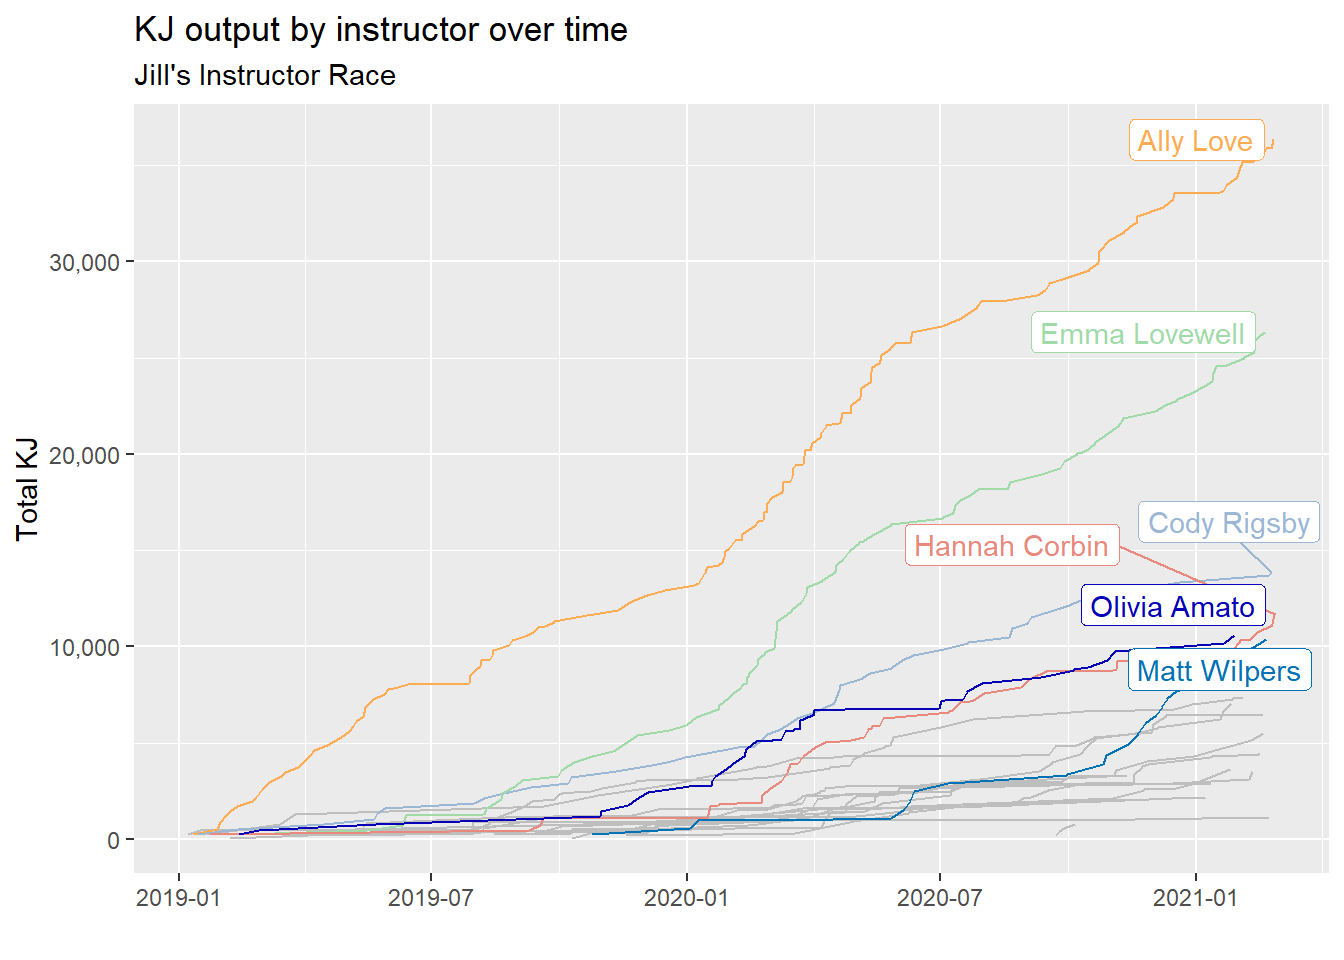 KJ output by instructor over time
Jill's Instructor Race
Total KJ
30,000
20,000
10,000
0
Ally Love
Emma Lovewell
Cody Rigsby
Hannah Corbin
Olivia Amato
Matt Wilpers
2019-01
2019-07
2020-01
2020-07
2021-01